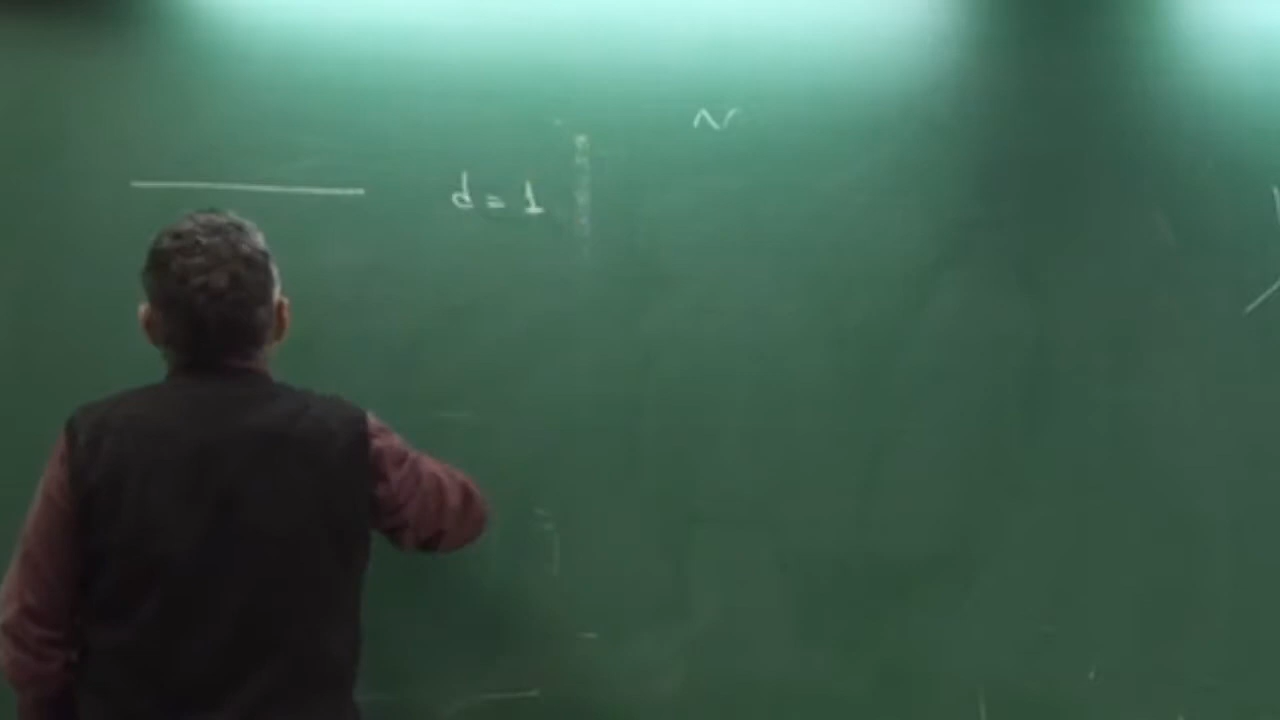 d = 1